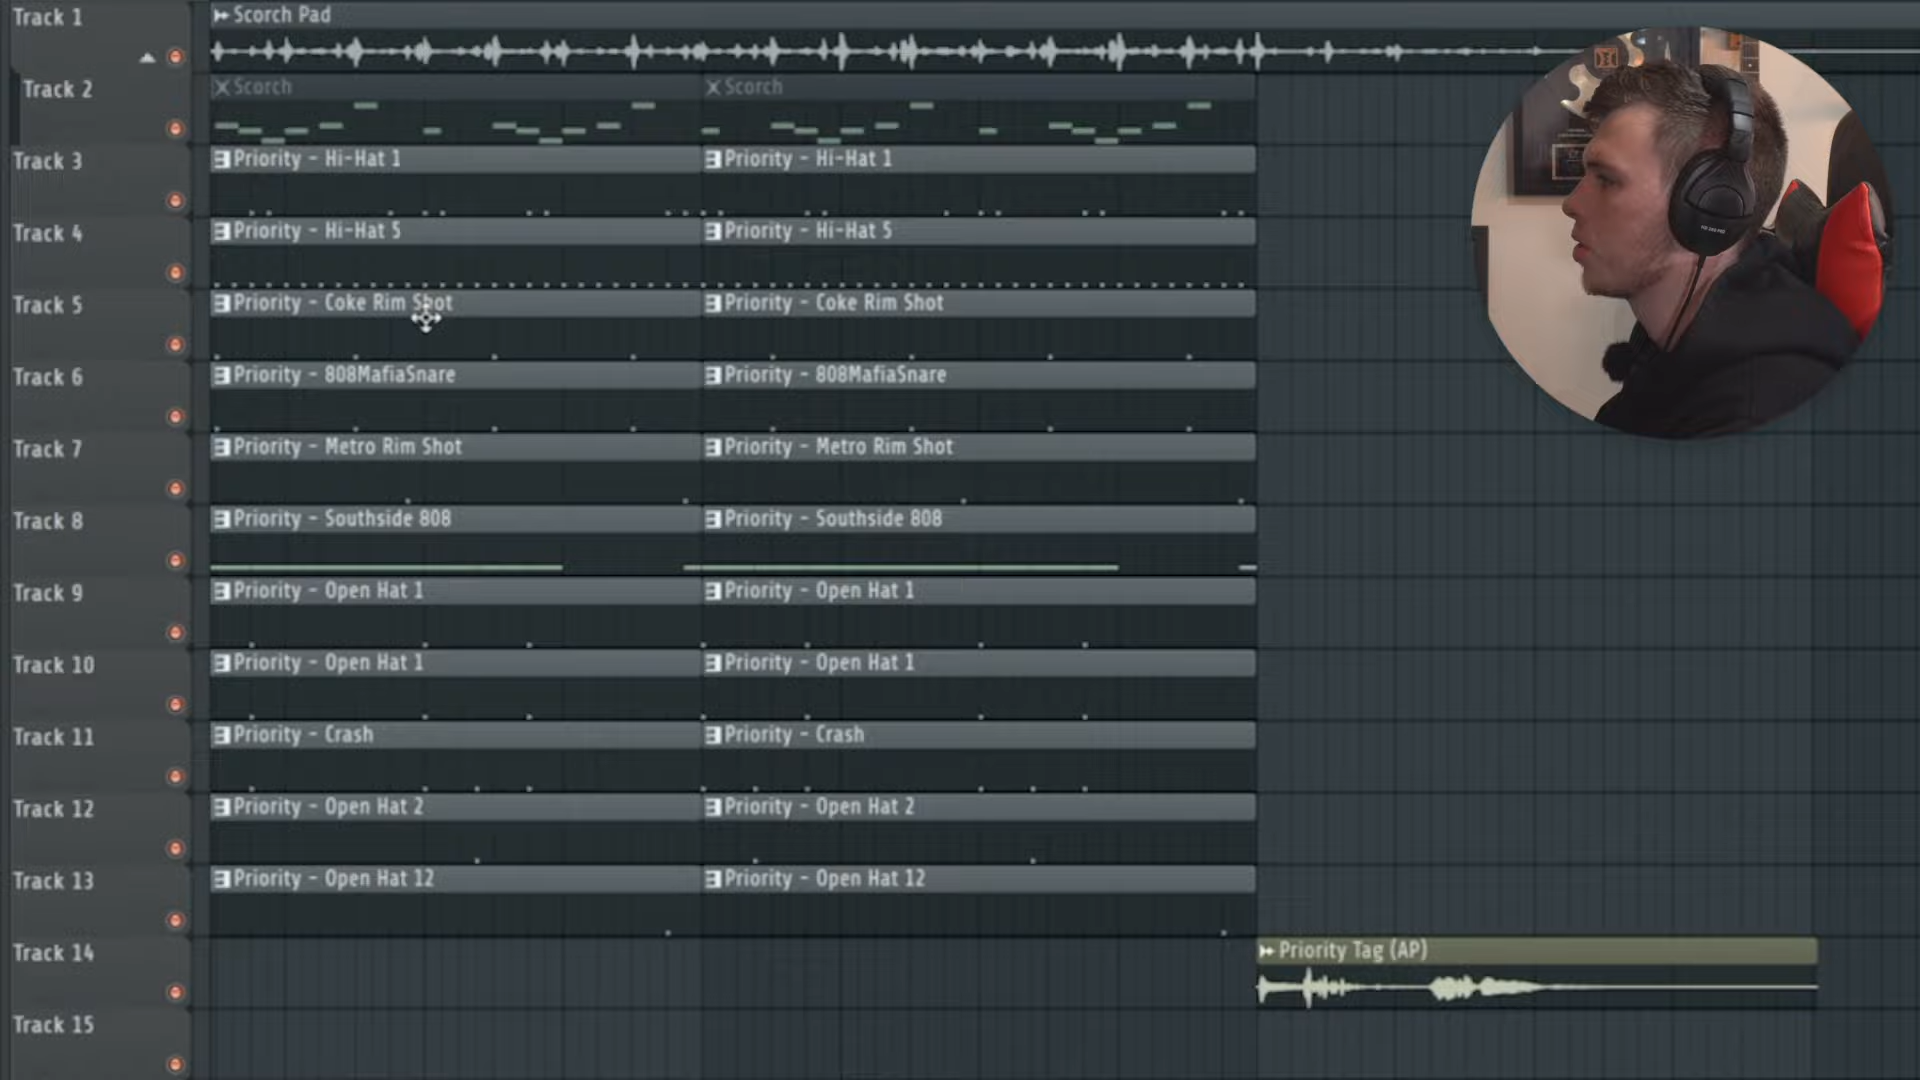 Track 1
Scorch Pad
Track 2
Scorch
Scorch
Track 3
Priority - Hi-Hat 1
Priority - Hi-Hat 1
Track 4
Priority - Hi-Hat 5
Priority - Hi-Hat 5
Track 5
Priority - Coke Rim Shot
Priority - Coke Rim Shot
Track 6
Priority - 808MafiaSnare
Priority - 808MafiaSnare
Track 7
Priority - Metro Rim Shot
Priority - Metro Rim Shot
Track 8
Priority - Southside 808
Priority - Southside 808
Track 9
Priority - Open Hat 1
Priority - Open Hat 1
Track 10
Priority - Open Hat 1
Priority - Open Hat 1
Track 11
Priority - Crash
Priority - Crash
Track 12
Priority - Open Hat 2
Priority - Open Hat 2
Track 13
Priority - Open Hat 12
Priority - Open Hat 12
Track 14
Priority Tag (AP)
Track 15